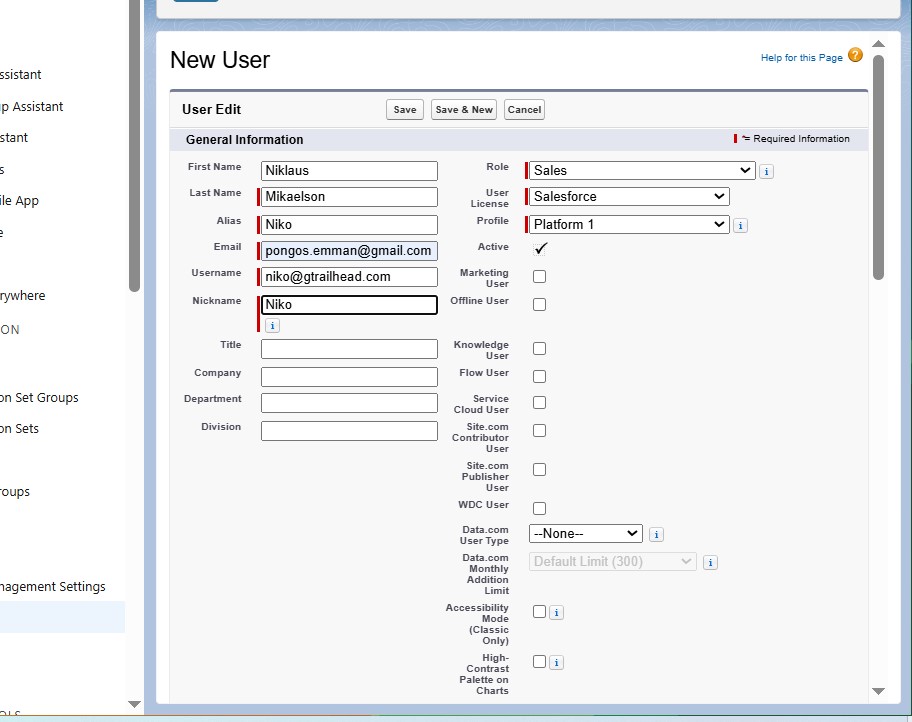 ssistant
p Assistant
stant
s
le App
e
rywhere
ON
on Set Groups
on Sets
roups
nagement Settings
New User
Help for this Page ?
User Edit
Save
Save & New
Cancel
General Information
= Required Information
First Name Niklaus
Last Name Mikaelson
Alias Niko
Email pongos.emman@gmail.com
Username niko@gtrailhead.com
Nickname Niko
i
Title
Company
Department
Division
Role Sales i
User
License Salesforce
Profile Platform 1 i
Active
Marketing
User
Offline User
Knowledge
User
Flow User
Service
Cloud User
Site.com
Contributor
User
Site.com
Publisher
User
WDC User
Data.com
User Type --None-- i
Data.com
Monthly
Addition
Limit Default Limit (300) i
Accessibility
Mode
(Classic
Only) i
High-
Contrast
Palette on
Charts i